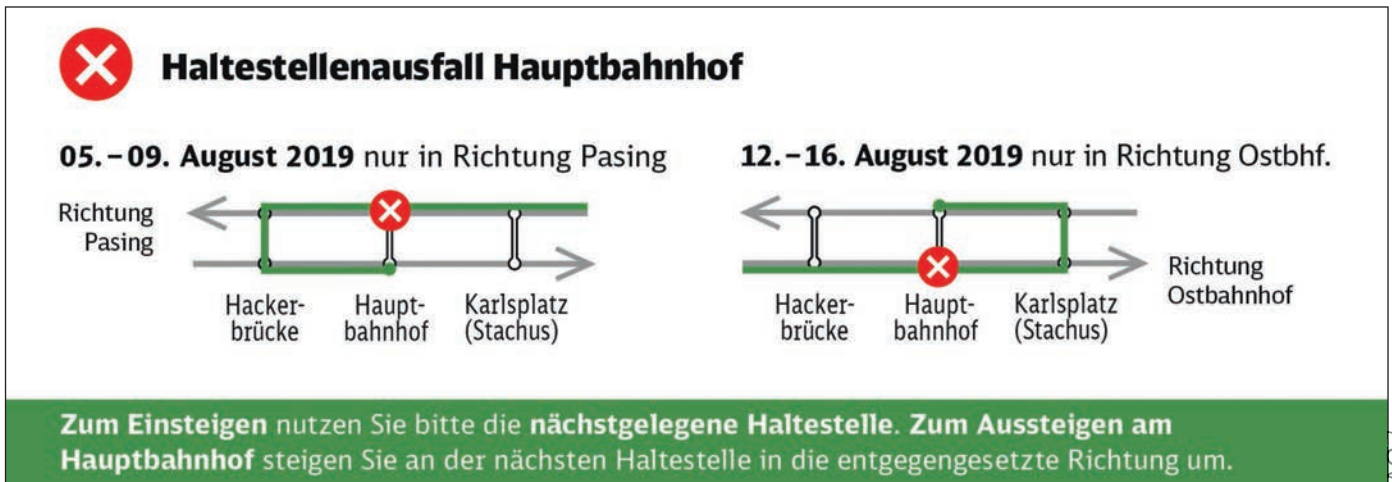 Haltestellenausfall Hauptbahnhof
05.–09. August 2019 nur in Richtung Pasing
Richtung
Pasing
Hacker-
brücke
Haupt-
bahnhof
Karlsplatz
(Stachus)
12.–16. August 2019 nur in Richtung Ostbhf.
Hacker-
brücke
Haupt-
bahnhof
Karlsplatz
(Stachus)
Richtung
Ostbahnhof
Zum Einsteigen nutzen Sie bitte die nächstgelegene Haltestelle. Zum Aussteigen am
Hauptbahnhof steigen Sie an der nächsten Haltestelle in die entgegengesetzte Richtung um.